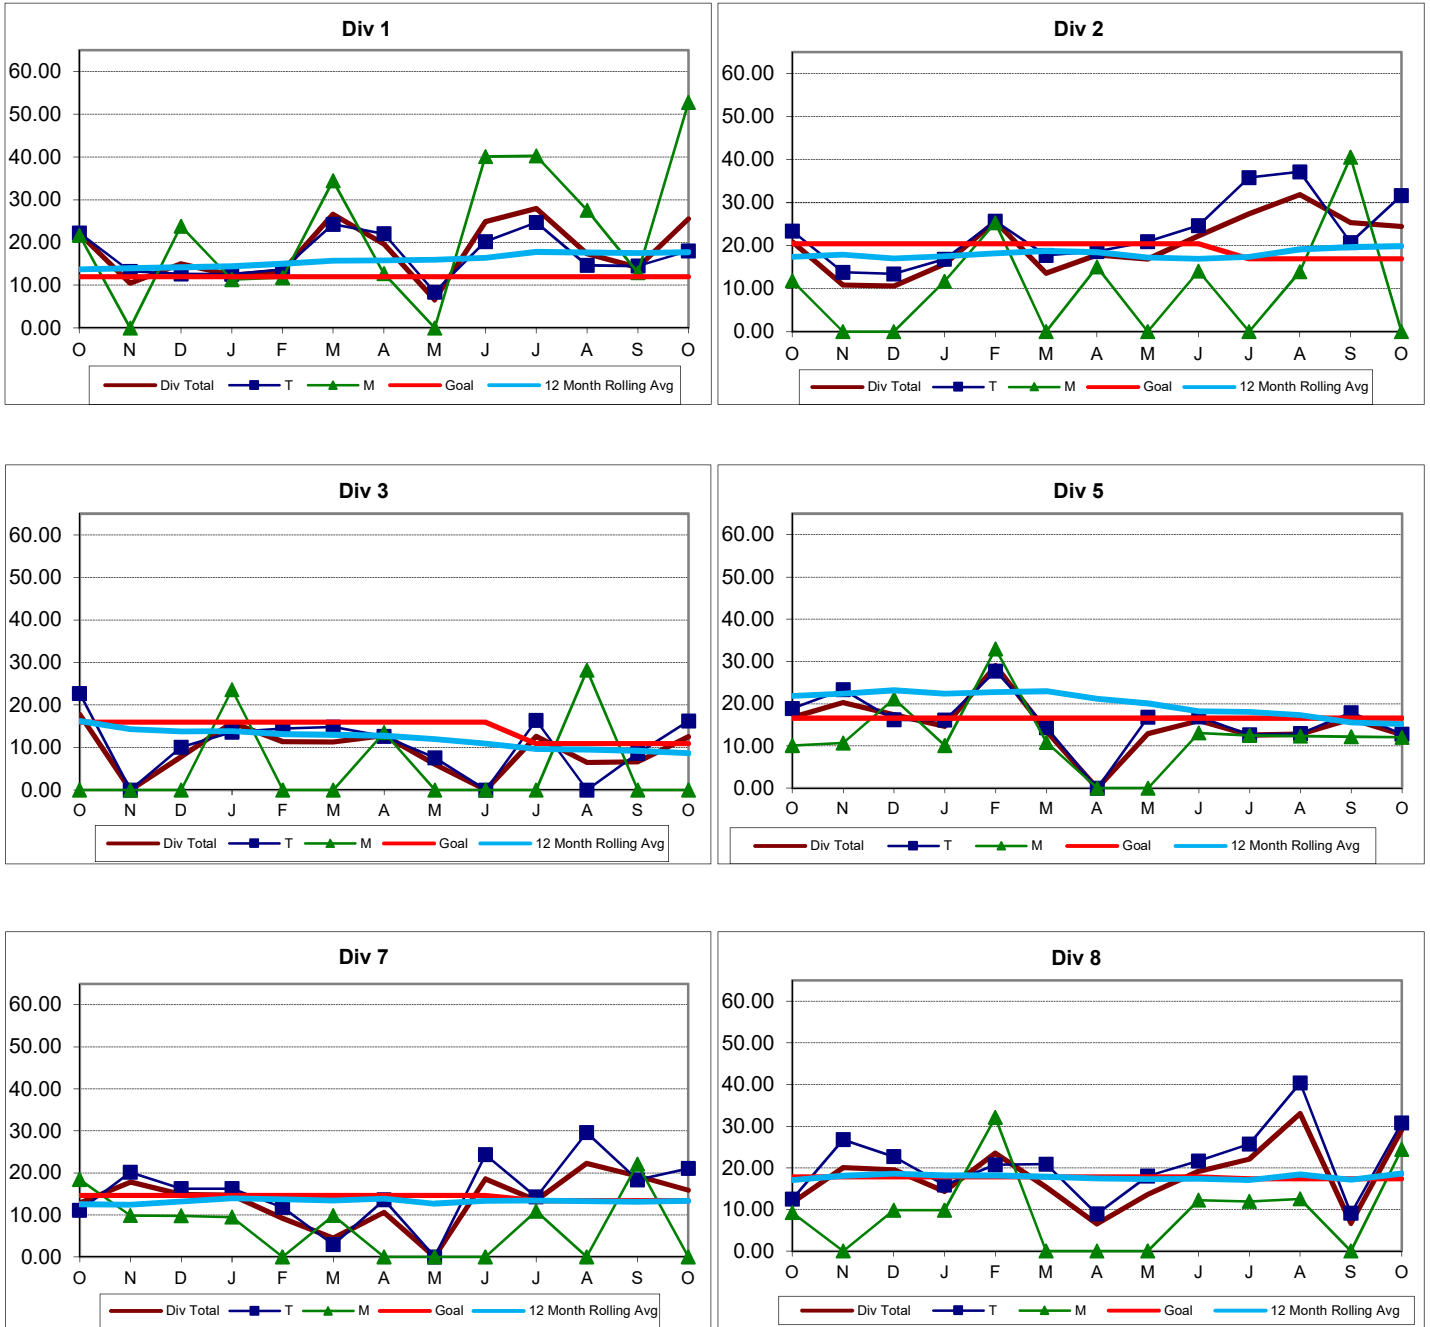 Div 1
60.00
50.00
40.00
30.00
20.00
10.00
0.00
O N D J F M A M J J A S O
Div Total T M Goal 12 Month Rolling Avg
Div 2
60.00
50.00
40.00
30.00
20.00
10.00
0.00
O N D J F M A M J J A S O
Div Total T M Goal 12 Month Rolling Avg
Div 3
60.00
50.00
40.00
30.00
20.00
10.00
0.00
O N D J F M A M J J A S O
Div Total T M Goal 12 Month Rolling Avg
Div 5
60.00
50.00
40.00
30.00
20.00
10.00
0.00
O N D J F M A M J J A S O
Div Total T M Goal 12 Month Rolling Avg
Div 7
60.00
50.00
40.00
30.00
20.00
10.00
0.00
O N D J F M A M J J A S O
Div Total T M Goal 12 Month Rolling Avg
Div 8
60.00
50.00
40.00
30.00
20.00
10.00
0.00
O N D J F M A M J J A S O
Div Total T M Goal 12 Month Rolling Avg